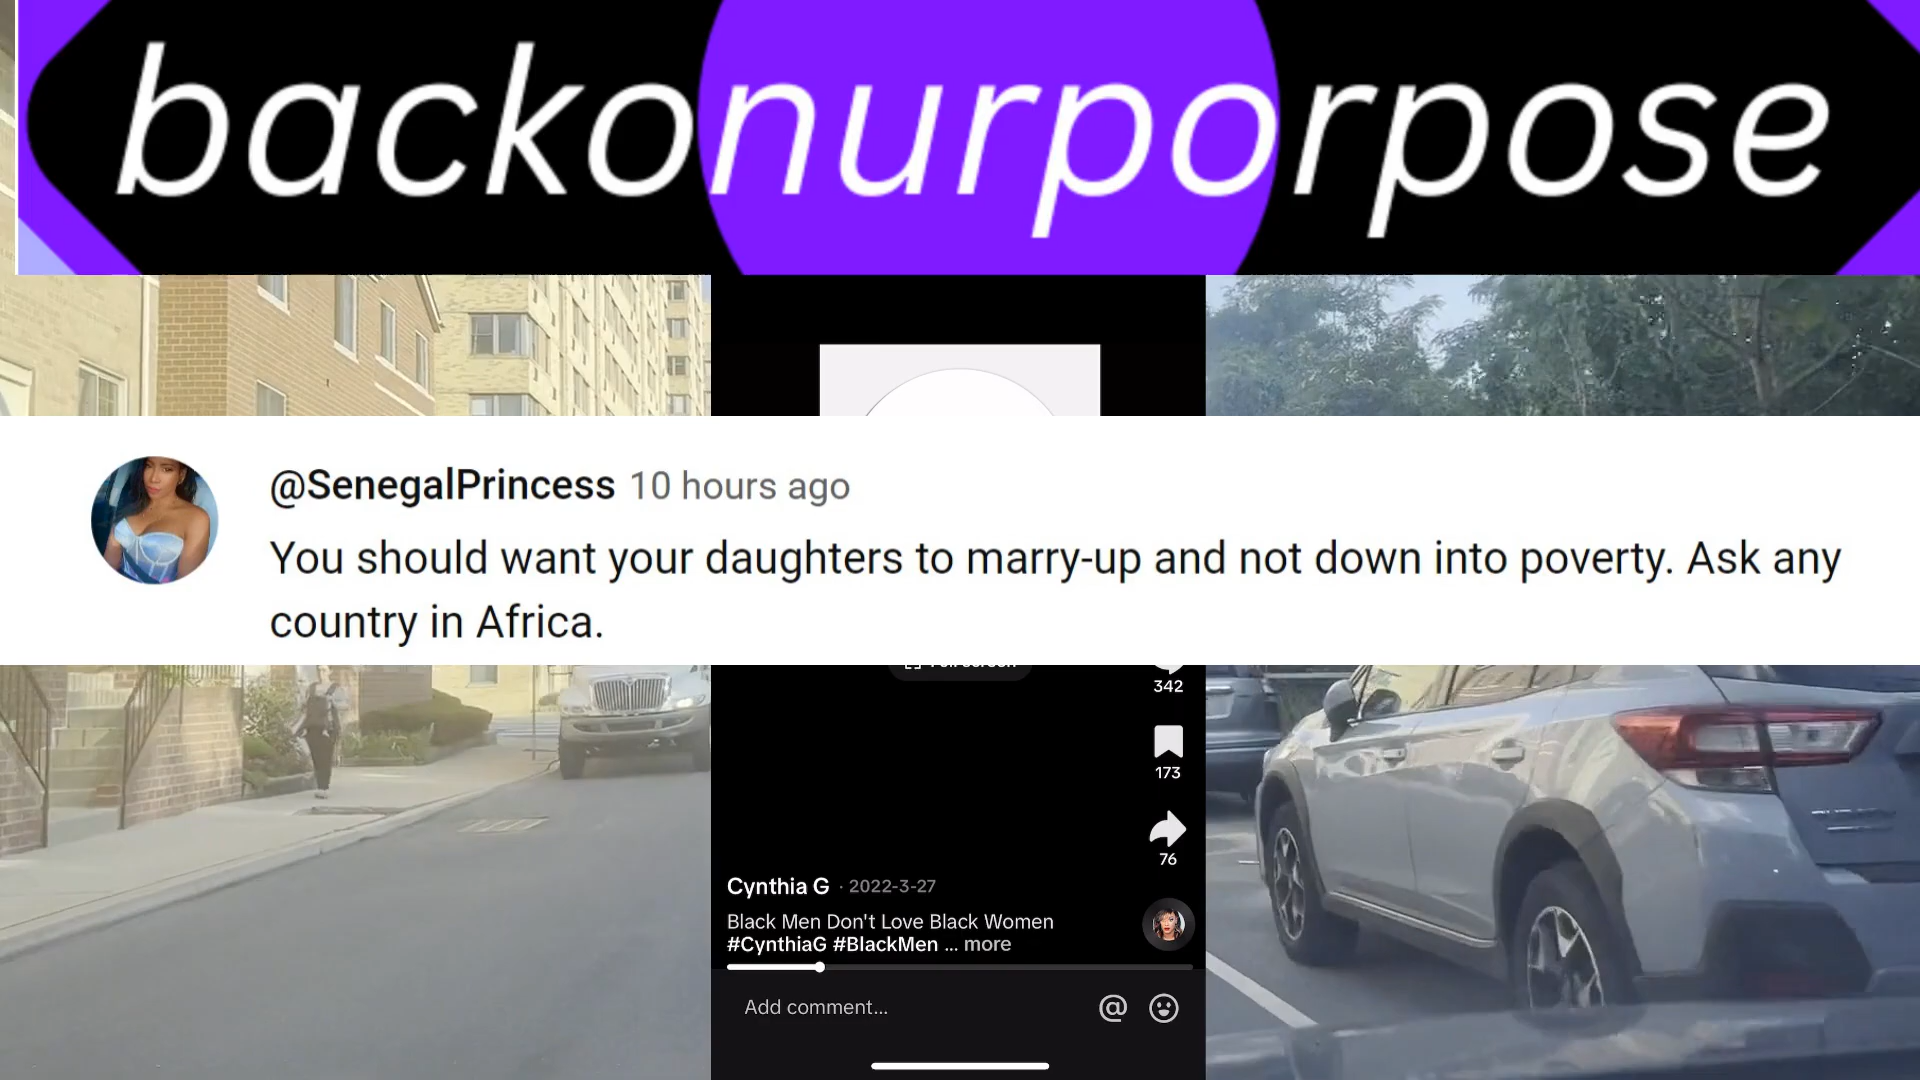 backonurporpose
@SenegalPrincess 10 hours ago
You should want your daughters to marry-up and not down into poverty. Ask any
country in Africa.
342
173
76
Cynthia G · 2022-3-27
Black Men Don't Love Black Women
#CynthiaG #BlackMen ... more
Add comment...